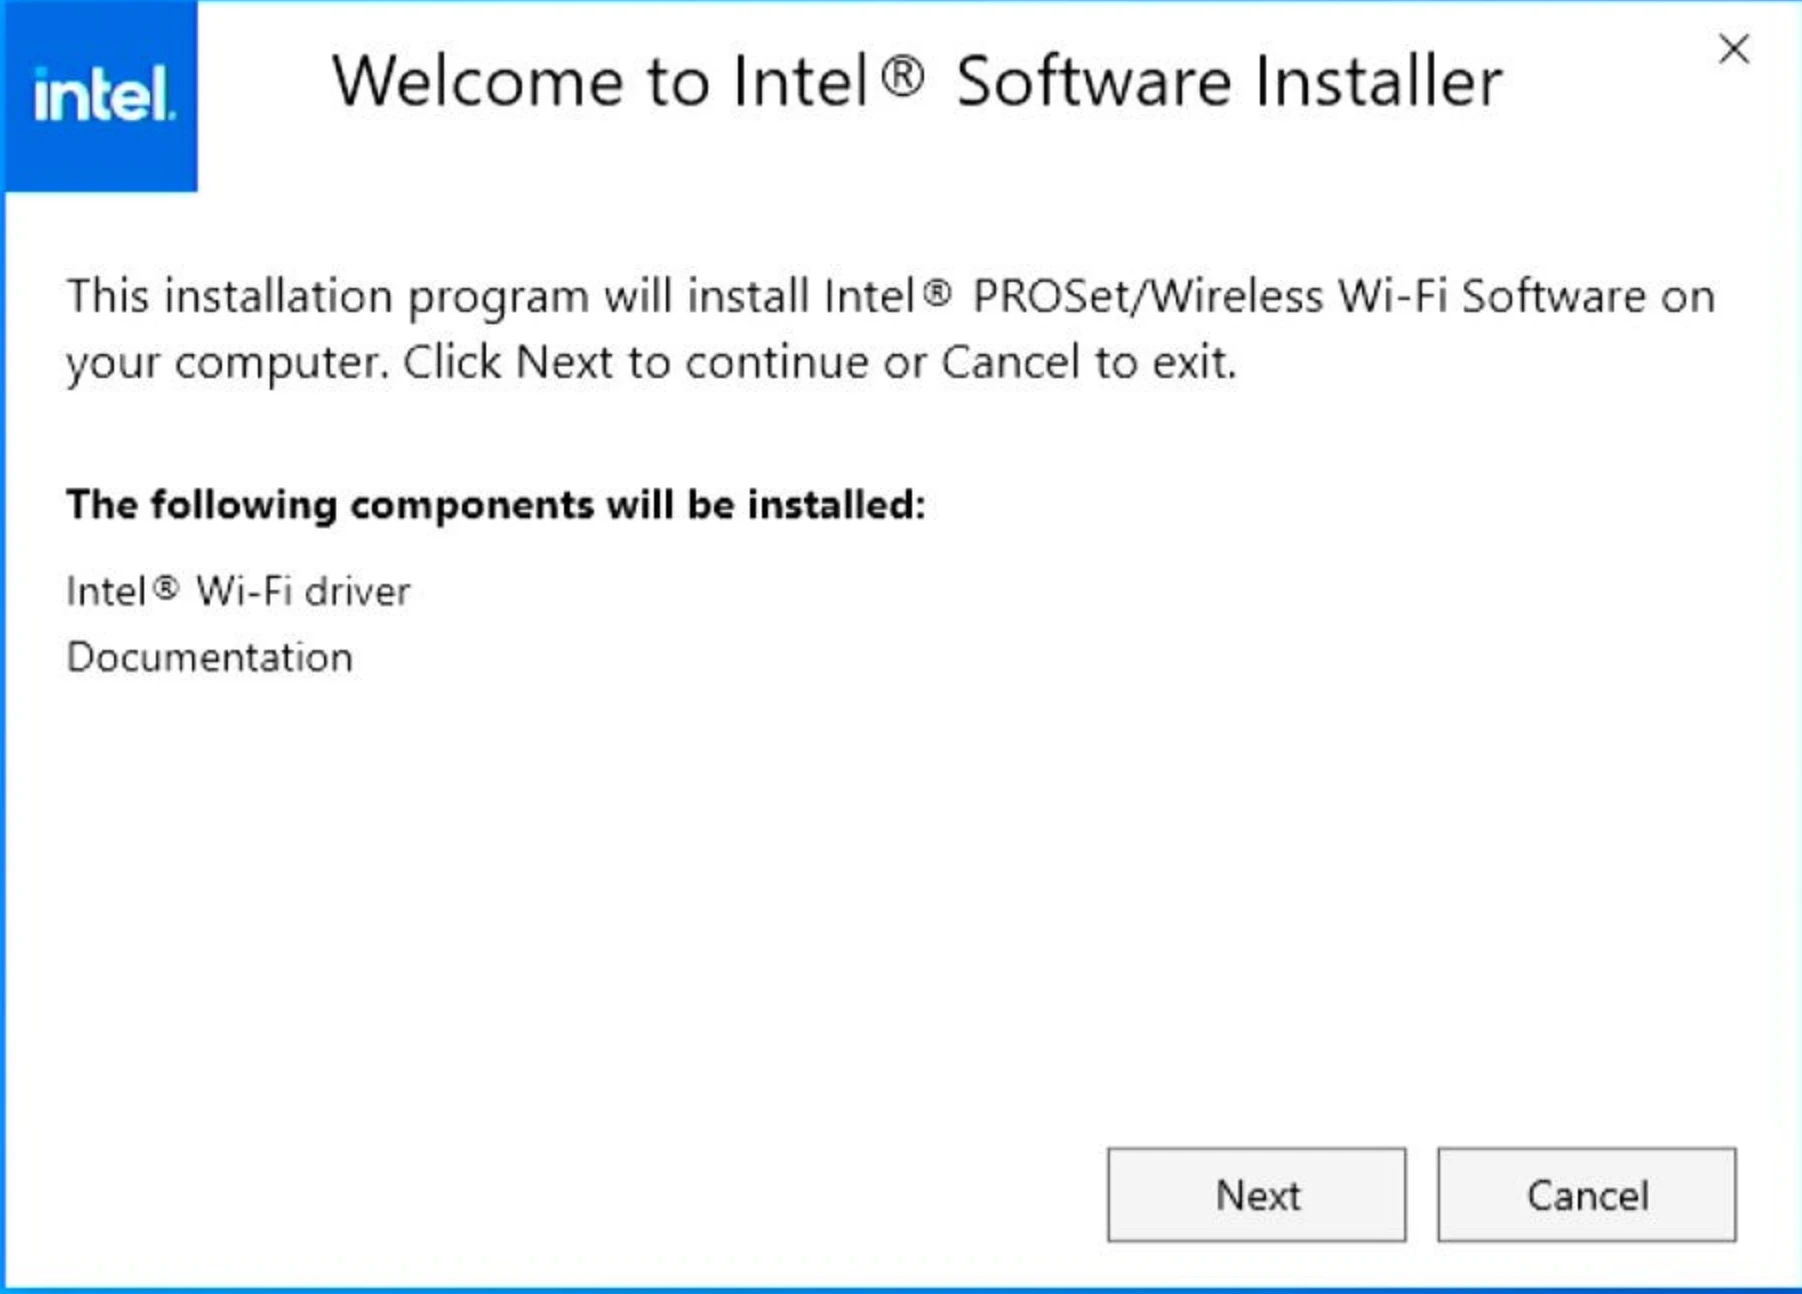 intel.
Welcome to Intel® Software Installer
This installation program will install Intel® PROSet/Wireless Wi-Fi Software on
your computer. Click Next to continue or Cancel to exit.
The following components will be installed:
Intel® Wi-Fi driver
Documentation
Next
Cancel